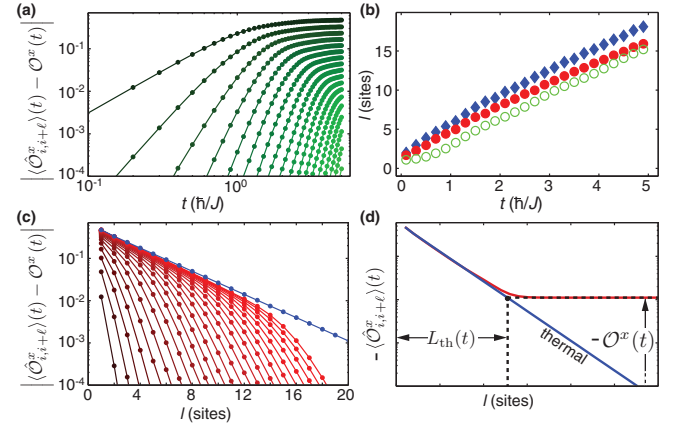 (a)
|⟨Ô^x_{i,i+ℓ}⟩(t) − O^x(t)|
10^-1
10^-2
10^-3
10^-4
10^-1
10^0
t (ħ/J)
(b)
l (sites)
15
10
5
0
0 1 2 3 4 5
t (ħ/J)
(c)
|⟨Ô^x_{i,i+ℓ}⟩(t) − O^x(t)|
10^-1
10^-2
10^-3
10^-4
0 4 8 12 16 20
l (sites)
(d)
-⟨Ô^x_{i,i+ℓ}⟩(t)
L_th(t)
thermal
-O^x(t)
l (sites)